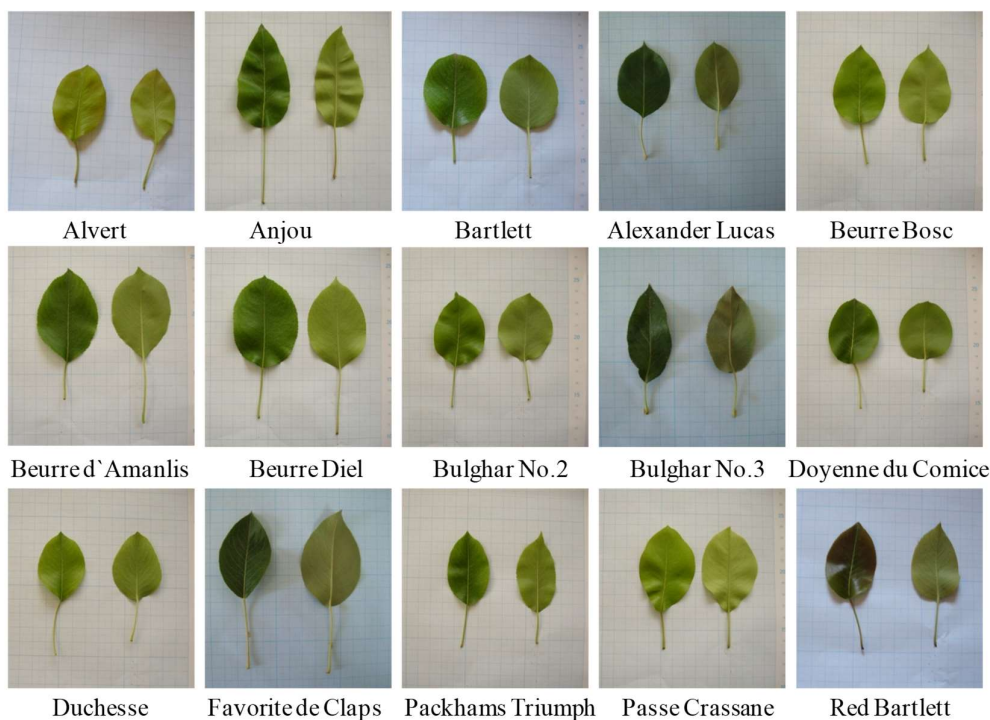 Alvert Anjou Bartlett Alexander Lucas Beurre Bosc
Beurre d`Amanlis Beurre Diel Bulghar No.2 Bulghar No.3 Doyenne du Comice
Duchesse Favorite de Claps Packhams Triumph Passe Crassane Red Bartlett